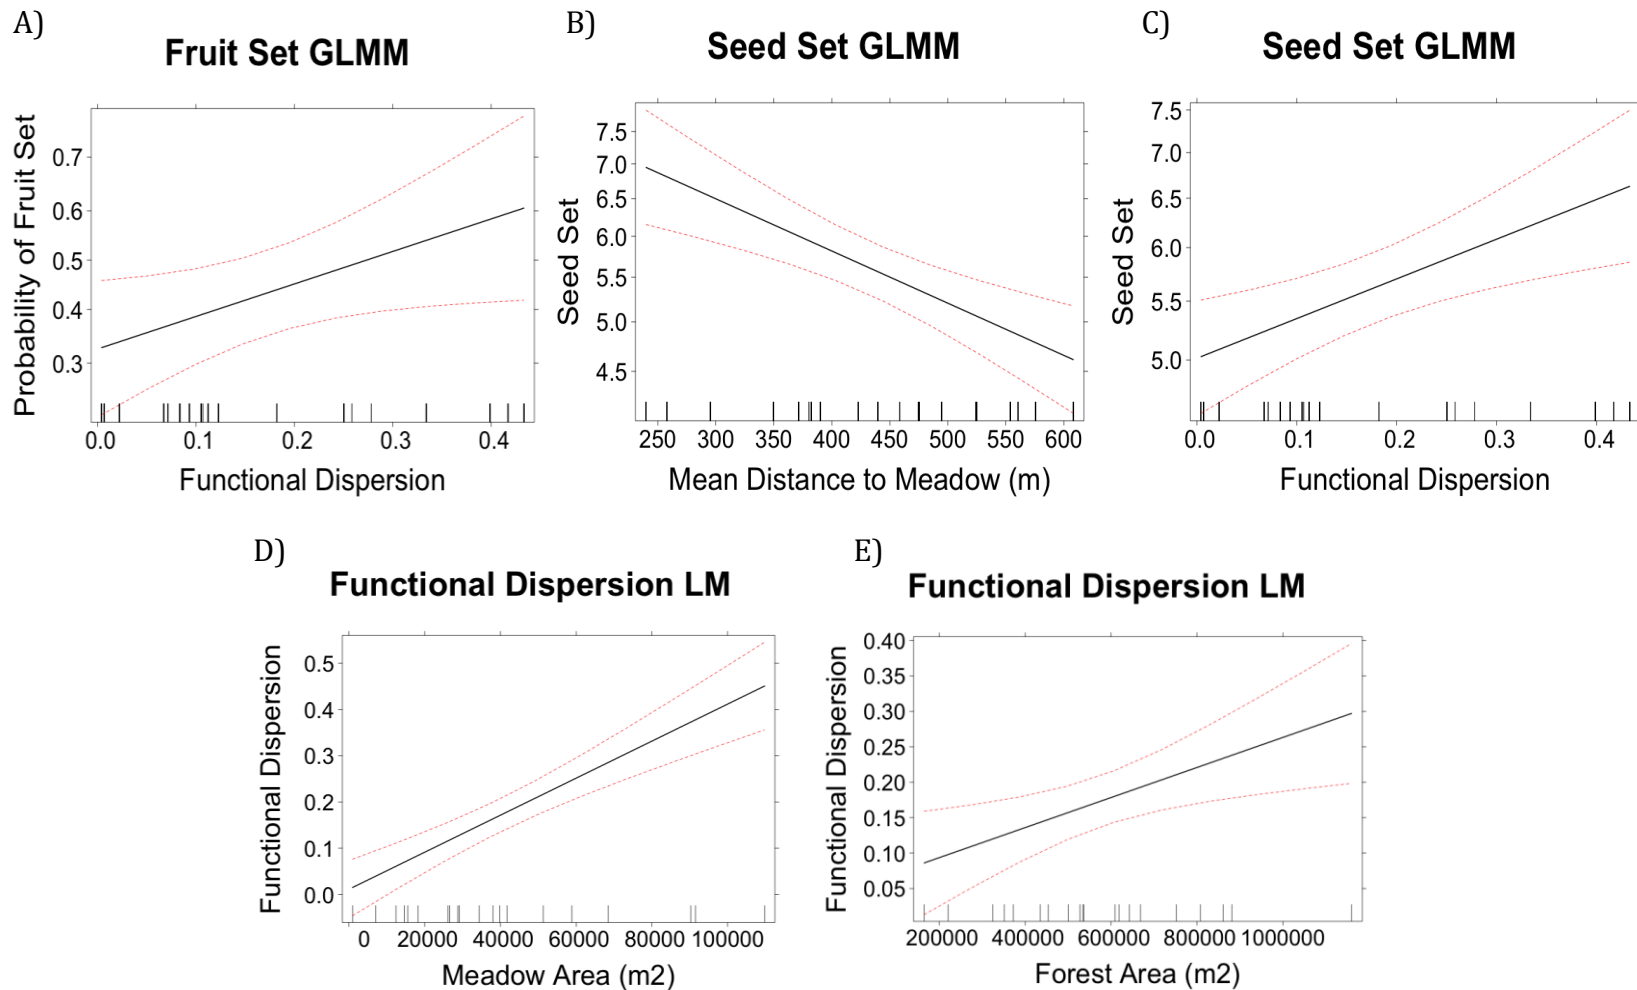 A)
Fruit Set GLMM
Probability of Fruit Set
0.7
0.6
0.5
0.4
0.3
0.0 0.1 0.2 0.3 0.4
Functional Dispersion
B)
Seed Set GLMM
Seed Set
7.5
7.0
6.5
6.0
5.5
5.0
4.5
250 300 350 400 450 500 550 600
Mean Distance to Meadow (m)
C)
Seed Set GLMM
Seed Set
7.5
7.0
6.5
6.0
5.5
5.0
0.0 0.1 0.2 0.3 0.4
Functional Dispersion
D)
Functional Dispersion LM
Functional Dispersion
0.5
0.4
0.3
0.2
0.1
0.0
0 20000 40000 60000 80000 100000
Meadow Area (m2)
E)
Functional Dispersion LM
Functional Dispersion
0.40
0.35
0.30
0.25
0.20
0.15
0.10
0.05
200000 400000 600000 800000 1000000
Forest Area (m2)